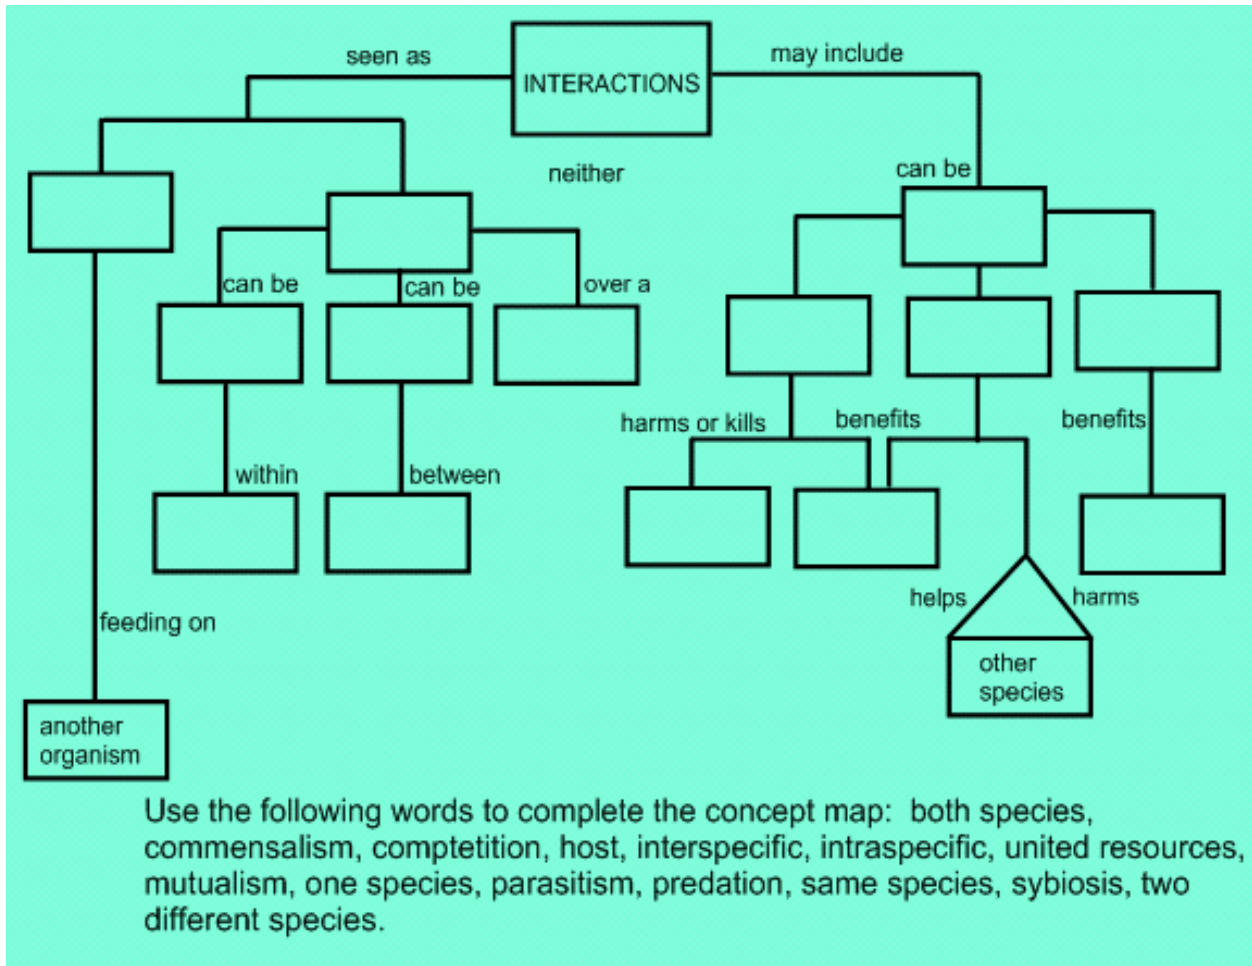 seen as
INTERACTIONS
may include
neither
can be
can be
can be
over a
harms or kills
benefits
benefits
within
between
helps
harms
feeding on
other
species
another
organism
Use the following words to complete the concept map: both species,
commensalism, comptetition, host, interspecific, intraspecific, united resources,
mutualism, one species, parasitism, predation, same species, sybiosis, two
different species.